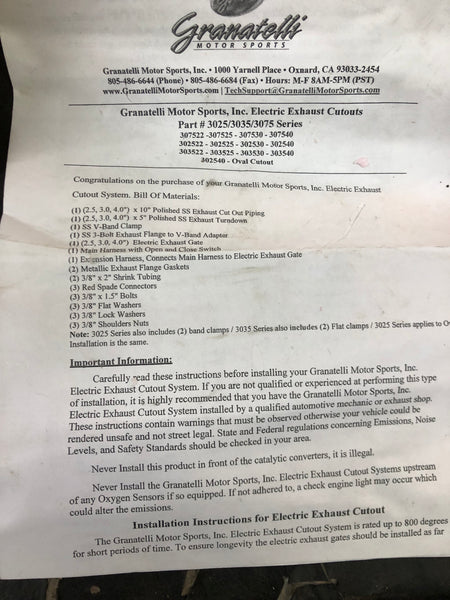 Granatelli
MOTOR SPORTS
Granatelli Motor Sports, Inc. • 1000 Yarnell Place • Oxnard, CA 93033-2454
805-486-6644 (Phone) • 805-486-6684 (Fax) • Hours: M-F 8AM-5PM (PST)
www.GranatelliMotorSports.com | TechSupport@GranatelliMotorSports.com
Granatelli Motor Sports, Inc. Electric Exhaust Cutouts
Part # 3025/3035/3075 Series
307522 -307525 - 307530 - 307540
302522 - 302525 - 302530 - 302540
303522 - 303525 - 303530 - 303540
302540 - Oval Cutout
Congratulations on the purchase of your Granatelli Motor Sports, Inc. Electric Exhaust
Cutout System. Bill Of Materials:
(1) (2.5, 3.0, 4.0") x 10" Polished SS Exhaust Cut Out Piping
(1) (2.5, 3.0, 4.0") x 5" Polished SS Exhaust Turndown
(1) SS V-Band Clamp
(1) SS 3-Bolt Exhaust Flange to V-Band Adaptor
(1) (2.5, 3.0, 4.0") Electric Exhaust Gate
(1) Main Harness with Open and Close Switch
(1) Extension Harness, Connects Main Harness to Electric Exhaust Gate
(2) Metallic Exhaust Flange Gaskets
(2) 3/8" x 2" Shrink Tubing
(3) Red Spade Connectors
(3) 3/8" x 1.5" Bolts
(3) 3/8" Flat Washers
(3) 3/8" Lock Washers
(3) 3/8" Shoulders Nuts
Note: 3025 Series also includes (2) band clamps / 3035 Series also includes (2) Flat clamps / 3025 Series applies to O
Installation is the same.
Important Information:
Carefully read these instructions before installing your Granatelli Motor Sports, Inc.
Electric Exhaust Cutout System. If you are not qualified or experienced at performing this type
of installation, it is highly recommended that you have the Granatelli Motor Sports, Inc.
Electric Exhaust Cutout System installed by a qualified automotive mechanic or exhaust shop.
These instructions contain warnings that must be observed otherwise your vehicle could be
rendered unsafe and not street legal. State and Federal regulations concerning Emissions, Noise
Levels, and Safety Standards should be checked in your area.
Never Install this product in front of the catalytic converters, it is illegal.
Never Install the Granatelli Motor Sports, Inc. Electric Exhaust Cutout Systems upstream
of any Oxygen Sensors if so equipped. If not adhered to, a check engine light may occur which
could alter the emissions.
Installation Instructions for Electric Exhaust Cutout
The Granatelli Motor Sports, Inc. Electric Exhaust Cutout System is rated up to 800 degrees
for short periods of time. To ensure longevity the electric exhaust gates should be installed as far